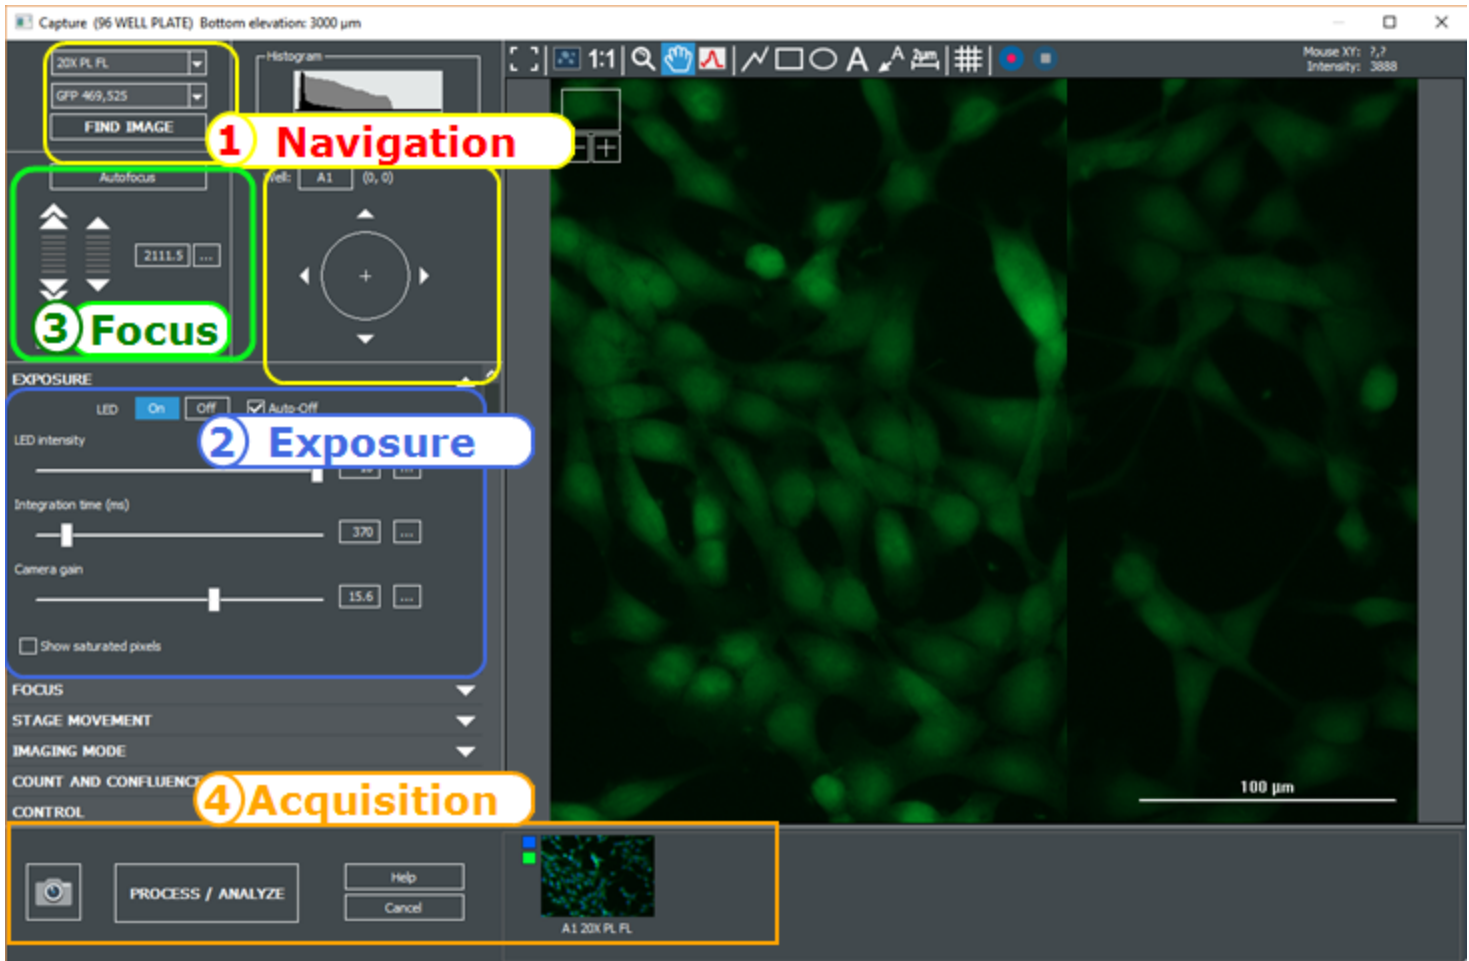 Capture (96 WELL PLATE) Bottom elevation: 3000 µm
20X PL FL
GFP 469,525
FIND IMAGE
Histogram
1 Navigation
1:1
A
A
2µm
Mouse XY: ?,?
Intensity: 3888
Autofocus
Well: A1 (0, 0)
2111.5 ...
3 Focus
EXPOSURE
LED On Off Auto-Off
LED intensity
2 Exposure
Integration time (ms)
370 ...
Camera gain
15.6 ...
Show saturated pixels
FOCUS
STAGE MOVEMENT
IMAGING MODE
COUNT AND CONFLUENCE
4 Acquisition
CONTROL
100 µm
PROCESS / ANALYZE
Help
Cancel
A1 20X PL FL